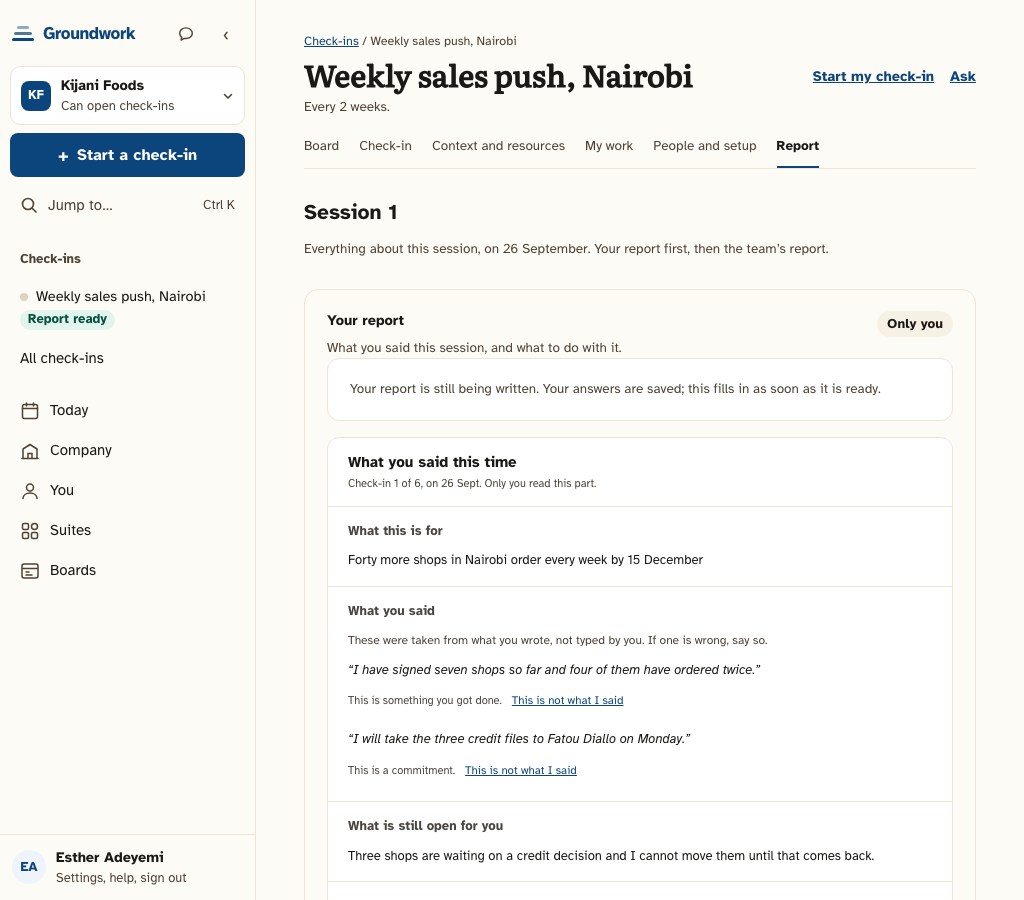 Groundwork
KF
Kijani Foods
Can open check-ins
+ Start a check-in
Jump to...
Ctrl K
Check-ins
Weekly sales push, Nairobi
Report ready
All check-ins
Today
Company
You
Suites
Boards
EA
Esther Adeyemi
Settings, help, sign out
Check-ins / Weekly sales push, Nairobi
Weekly sales push, Nairobi
Start my check-in
Ask
Every 2 weeks.
Board
Check-in
Context and resources
My work
People and setup
Report
Session 1
Everything about this session, on 26 September. Your report first, then the team’s report.
Your report
Only you
What you said this session, and what to do with it.
Your report is still being written. Your answers are saved; this fills in as soon as it is ready.
What you said this time
Check-in 1 of 6, on 26 Sept. Only you read this part.
What this is for
Forty more shops in Nairobi order every week by 15 December
What you said
These were taken from what you wrote, not typed by you. If one is wrong, say so.
“I have signed seven shops so far and four of them have ordered twice.”
This is something you got done. This is not what I said
“I will take the three credit files to Fatou Diallo on Monday.”
This is a commitment. This is not what I said
What is still open for you
Three shops are waiting on a credit decision and I cannot move them until that comes back.